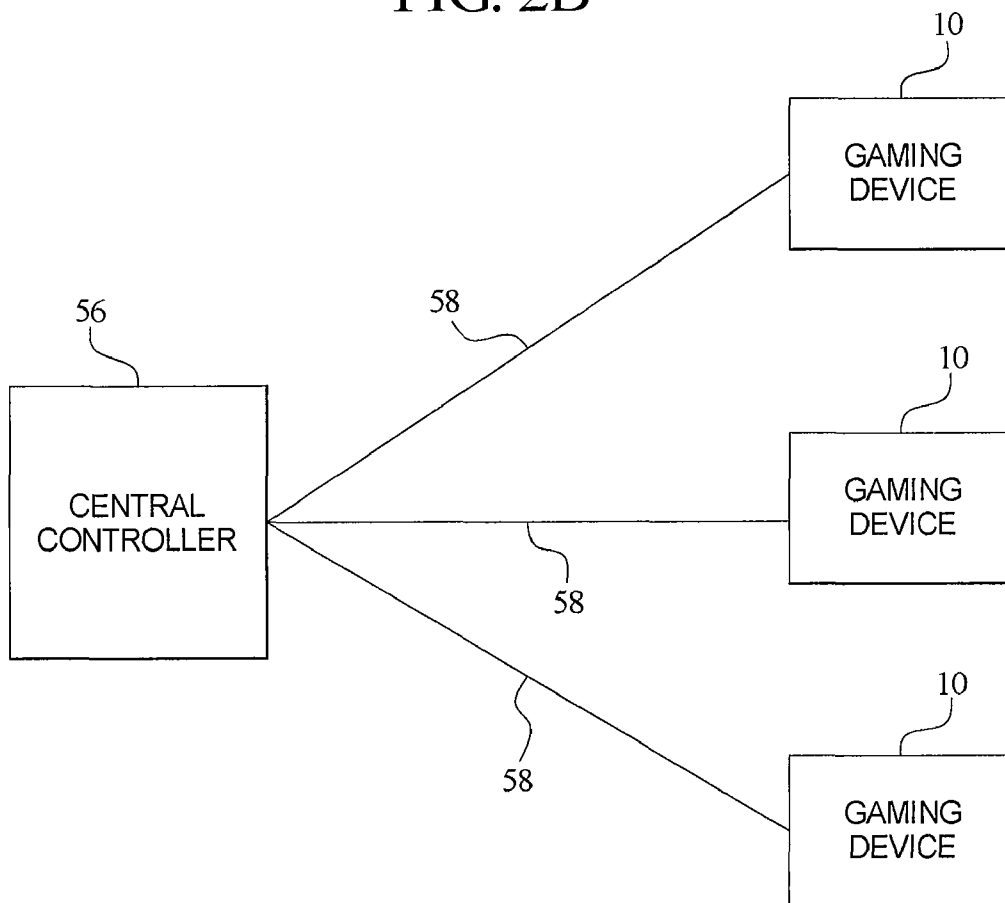 FIG. 2B
10
GAMING
DEVICE
58
56
10
CENTRAL
CONTROLLER
GAMING
DEVICE
58
10
58
GAMING
DEVICE